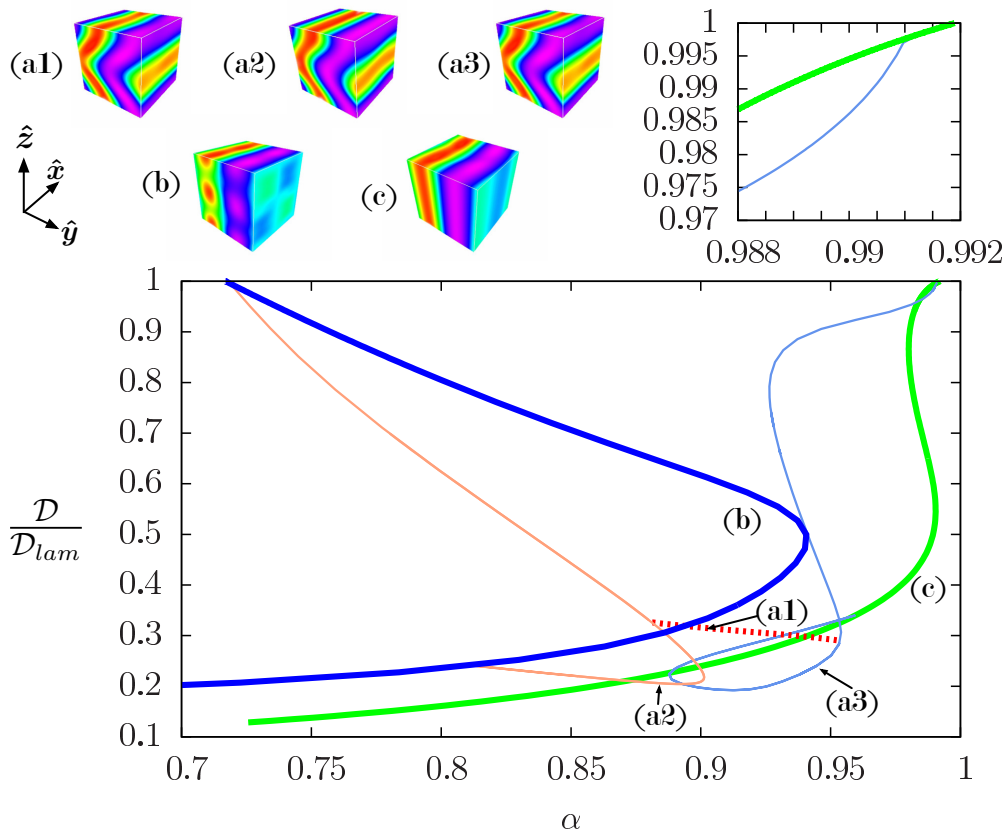 (a1) (a2) (a3)
ẑ x̂ ŷ
(b) (c)
1
0.995
0.99
0.985
0.98
0.975
0.97
0.988 0.99 0.992
1
0.9
0.8
0.7
0.6
0.5
0.4
0.3
0.2
0.1
𝒟
𝒟lam
(b)
(a1)
(c)
(a2)
(a3)
0.7 0.75 0.8 0.85 0.9 0.95 1
α